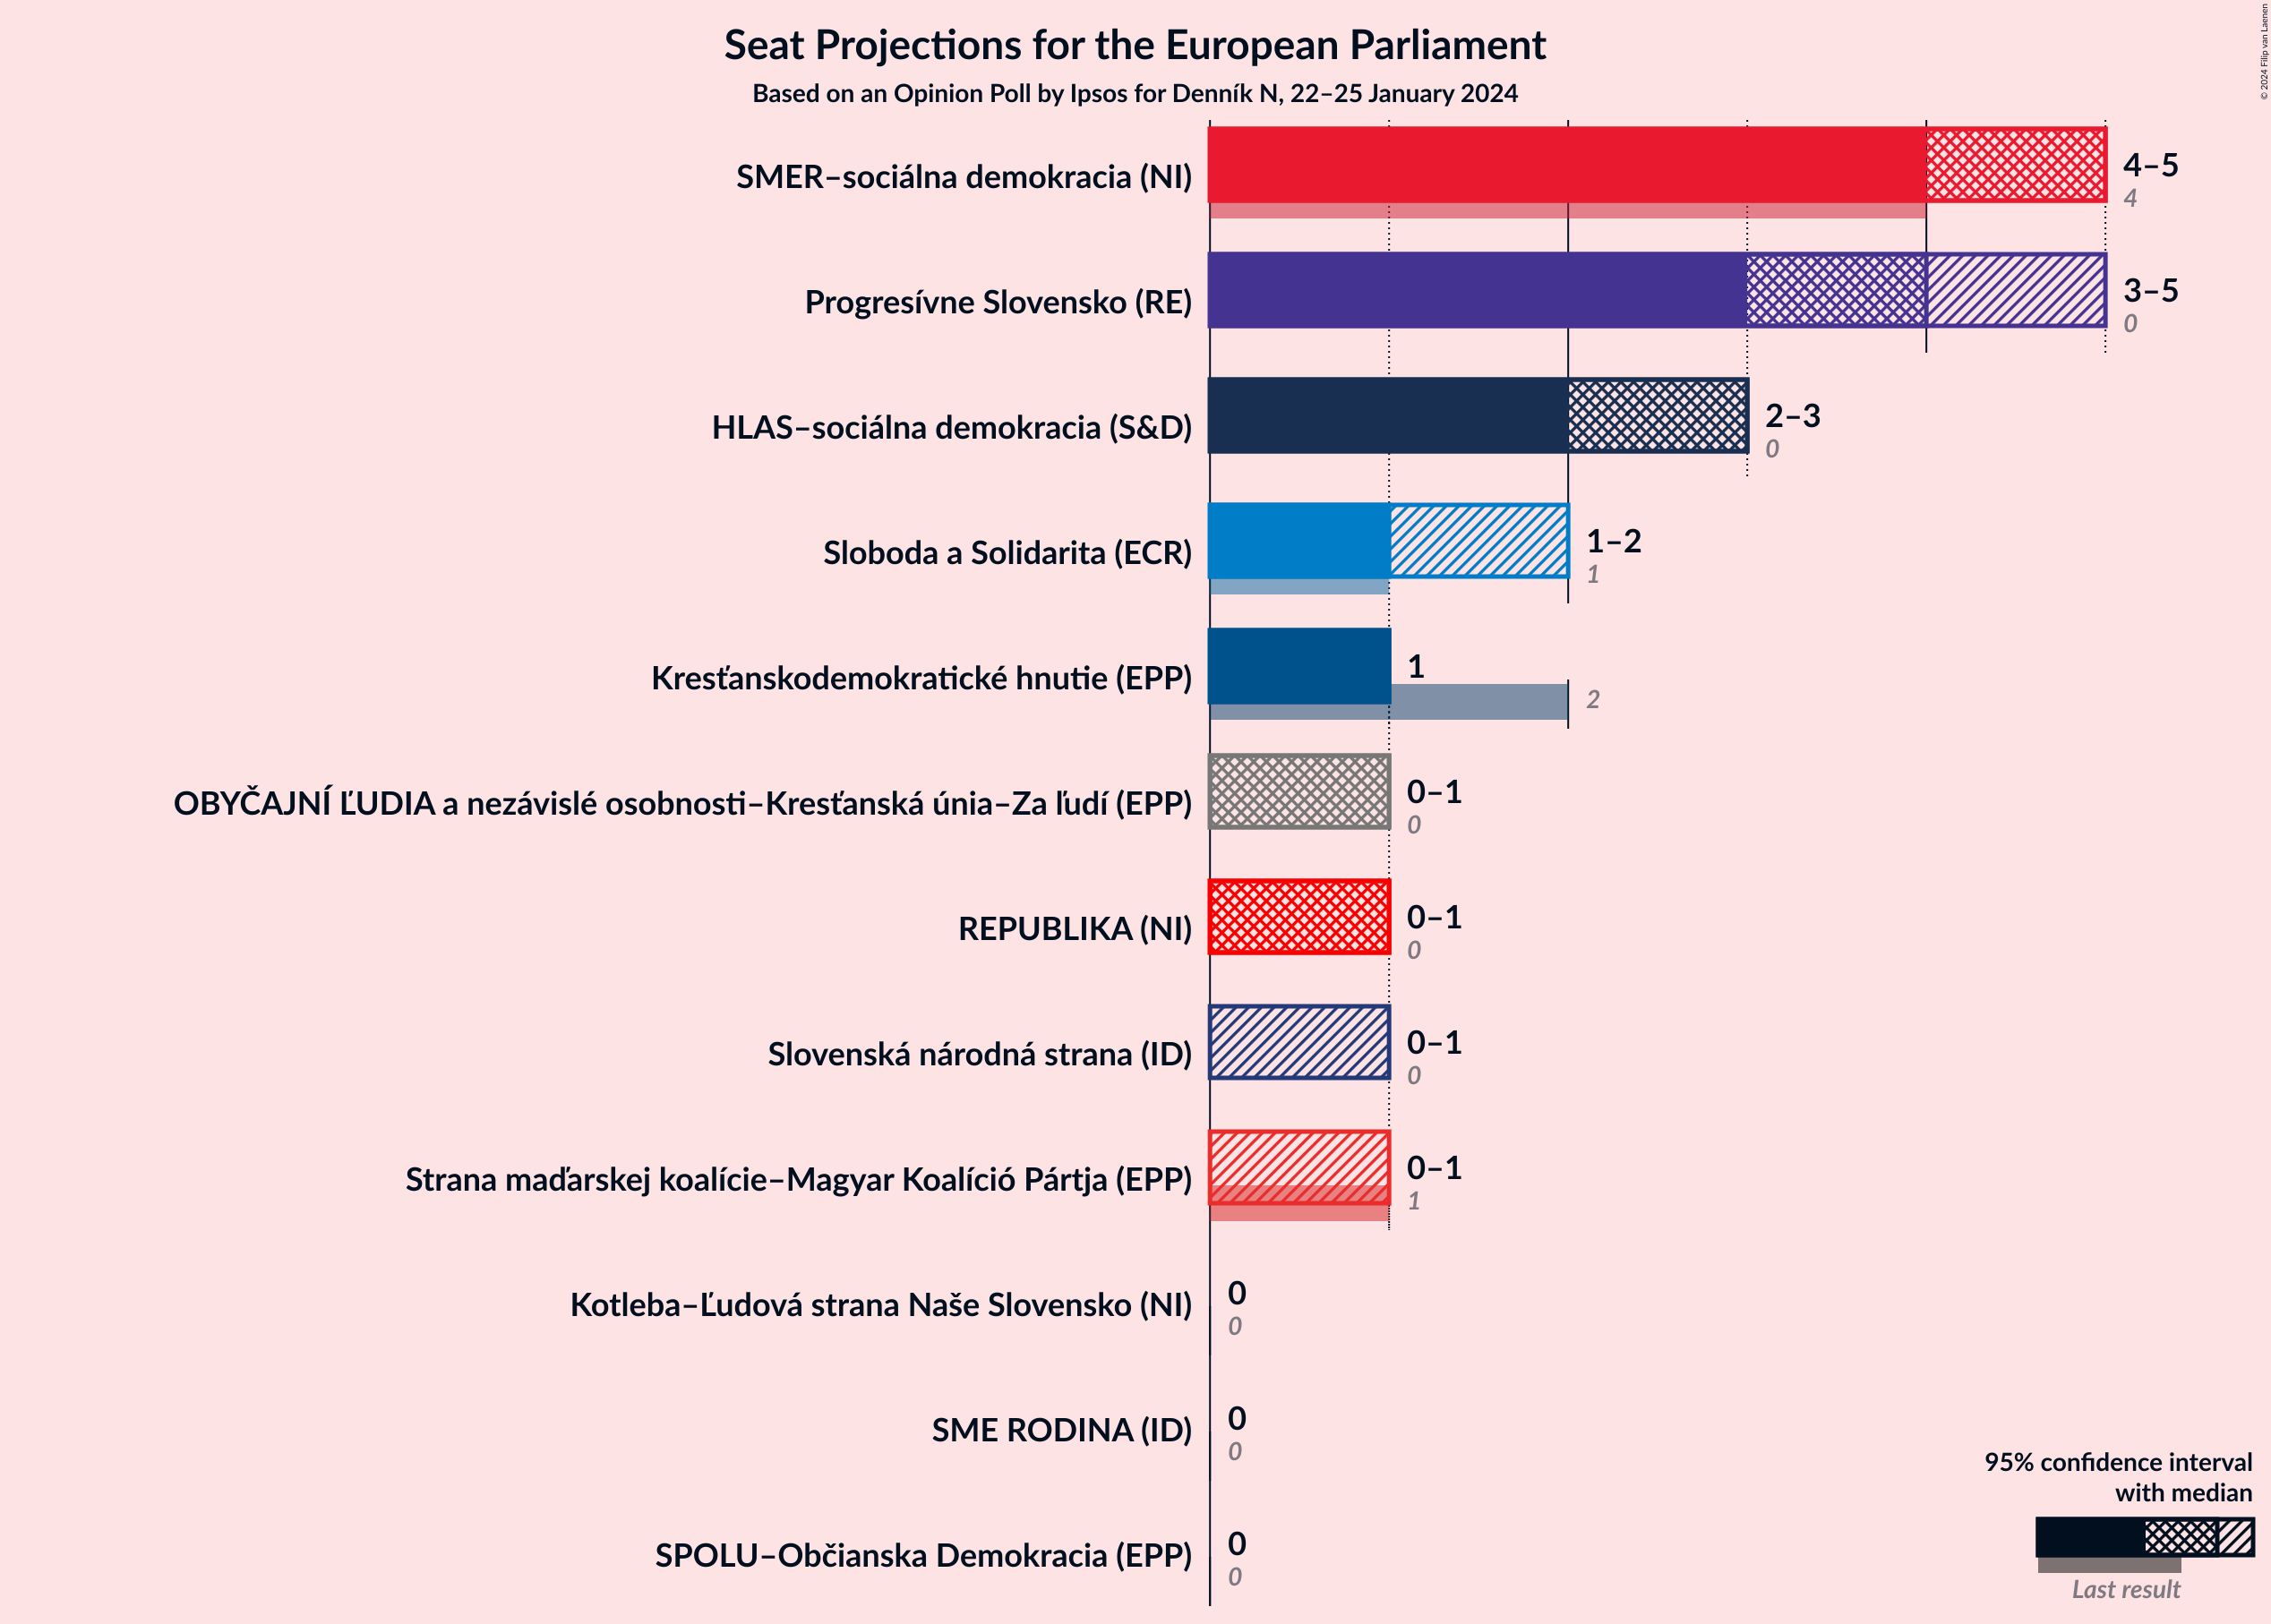 Seat Projections for the European Parliament
Based on an Opinion Poll by Ipsos for Denník N, 22–25 January 2024
© 2024 Filip van Laenen
SMER–sociálna demokracia (NI)
4–5
4
Progresívne Slovensko (RE)
3–5
0
HLAS–sociálna demokracia (S&D)
2–3
0
Sloboda a Solidarita (ECR)
1–2
1
Kresťanskodemokratické hnutie (EPP)
1
2
OBYČAJNÍ ĽUDIA a nezávislé osobnosti–Kresťanská únia–Za ľudí (EPP)
0–1
0
REPUBLIKA (NI)
0–1
0
Slovenská národná strana (ID)
0–1
0
Strana maďarskej koalície–Magyar Koalíció Pártja (EPP)
0–1
1
Kotleba–Ľudová strana Naše Slovensko (NI)
0
0
SME RODINA (ID)
0
0
SPOLU–Občianska Demokracia (EPP)
0
0
95% confidence interval
with median
Last result